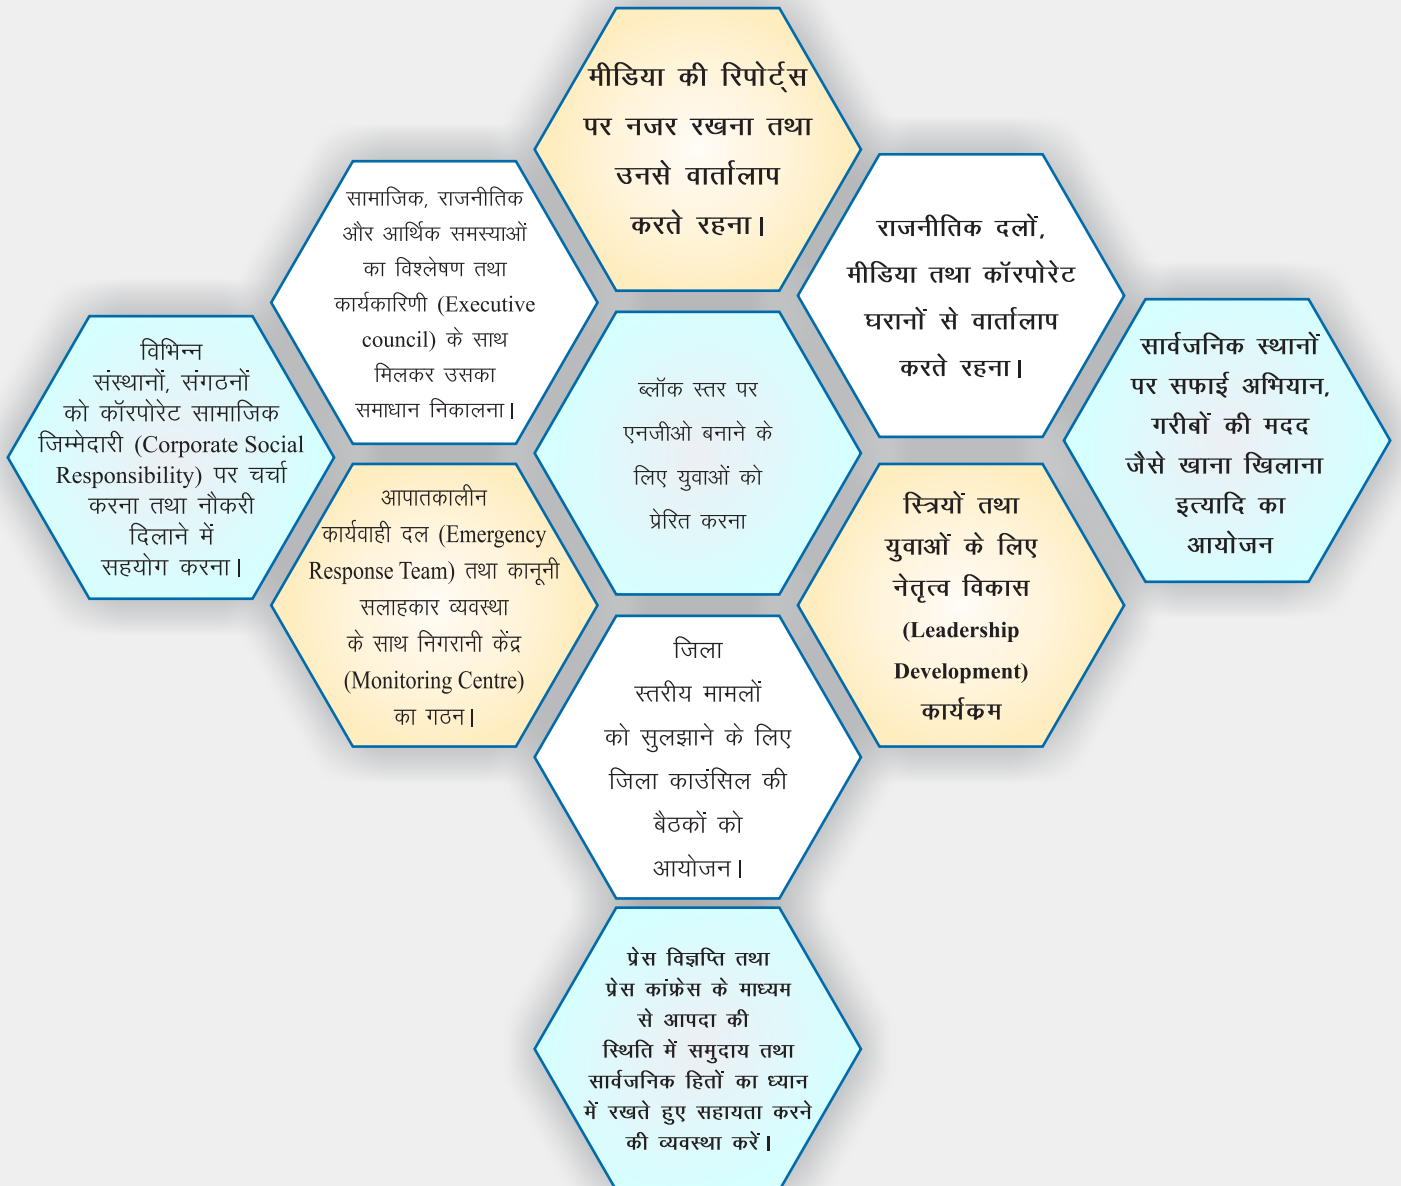 मीडिया की रिपोर्ट्स
पर नजर रखना तथा
उनसे वार्तालाप
करते रहना।
सामाजिक, राजनीतिक
और आर्थिक समस्याओं
का विश्लेषण तथा
कार्यकारिणी (Executive
council) के साथ
मिलकर उसका
समाधान निकालना।
राजनीतिक दलों,
मीडिया तथा कॉरपोरेट
घरानों से वार्तालाप
करते रहना।
विभिन्न
संस्थानों, संगठनों
को कॉरपोरेट सामाजिक
जिम्मेदारी (Corporate Social
Responsibility) पर चर्चा
करना तथा नौकरी
दिलाने में
सहयोग करना।
ब्लॉक स्तर पर
एनजीओ बनाने के
लिए युवाओं को
प्रेरित करना
सार्वजनिक स्थानों
पर सफाई अभियान,
गरीबों की मदद
जैसे खाना खिलाना
इत्यादि का
आयोजन
आपातकालीन
कार्यवाही दल (Emergency
Response Team) तथा कानूनी
सलाहकार व्यवस्था
के साथ निगरानी केंद्र
(Monitoring Centre)
का गठन।
स्त्रियों तथा
युवाओं के लिए
नेतृत्व विकास
(Leadership
Development)
कार्यक्रम
जिला
स्तरीय मामलों
को सुलझाने के लिए
जिला काउंसिल की
बैठकों को
आयोजन।
प्रेस विज्ञप्ति तथा
प्रेस कांफ्रेस के माध्यम
से आपदा की
स्थिति में समुदाय तथा
सार्वजनिक हितों का ध्यान
में रखते हुए सहायता करने
की व्यवस्था करें।